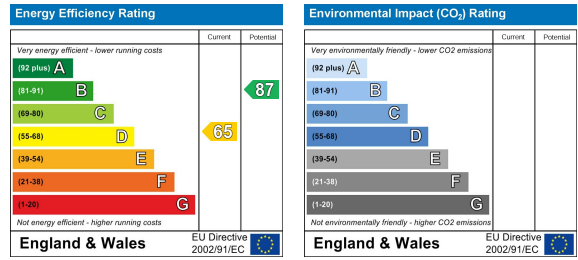 Energy Efficiency Rating
Current Potential
Very energy efficient - lower running costs
(92 plus) A
(81-91) B
(69-80) C
(55-68) D
(39-54) E
(21-38) F
(1-20) G
65
87
Not energy efficient - higher running costs
England & Wales
EU Directive
2002/91/EC
Environmental Impact (CO₂) Rating
Current Potential
Very environmentally friendly - lower CO2 emissions
(92 plus) A
(81-91) B
(69-80) C
(55-68) D
(39-54) E
(21-38) F
(1-20) G
Not environmentally friendly - higher CO2 emissions
England & Wales
EU Directive
2002/91/EC